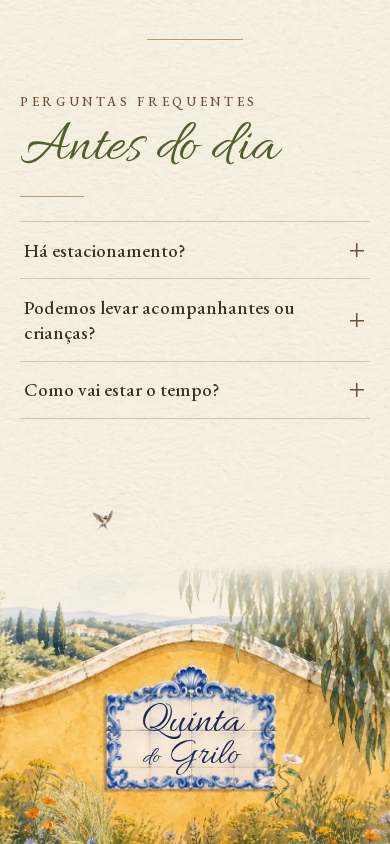 PERGUNTAS FREQUENTES
Antes do dia
Há estacionamento?
Podemos levar acompanhantes ou
crianças?
Como vai estar o tempo?
Quinta
do Grilo